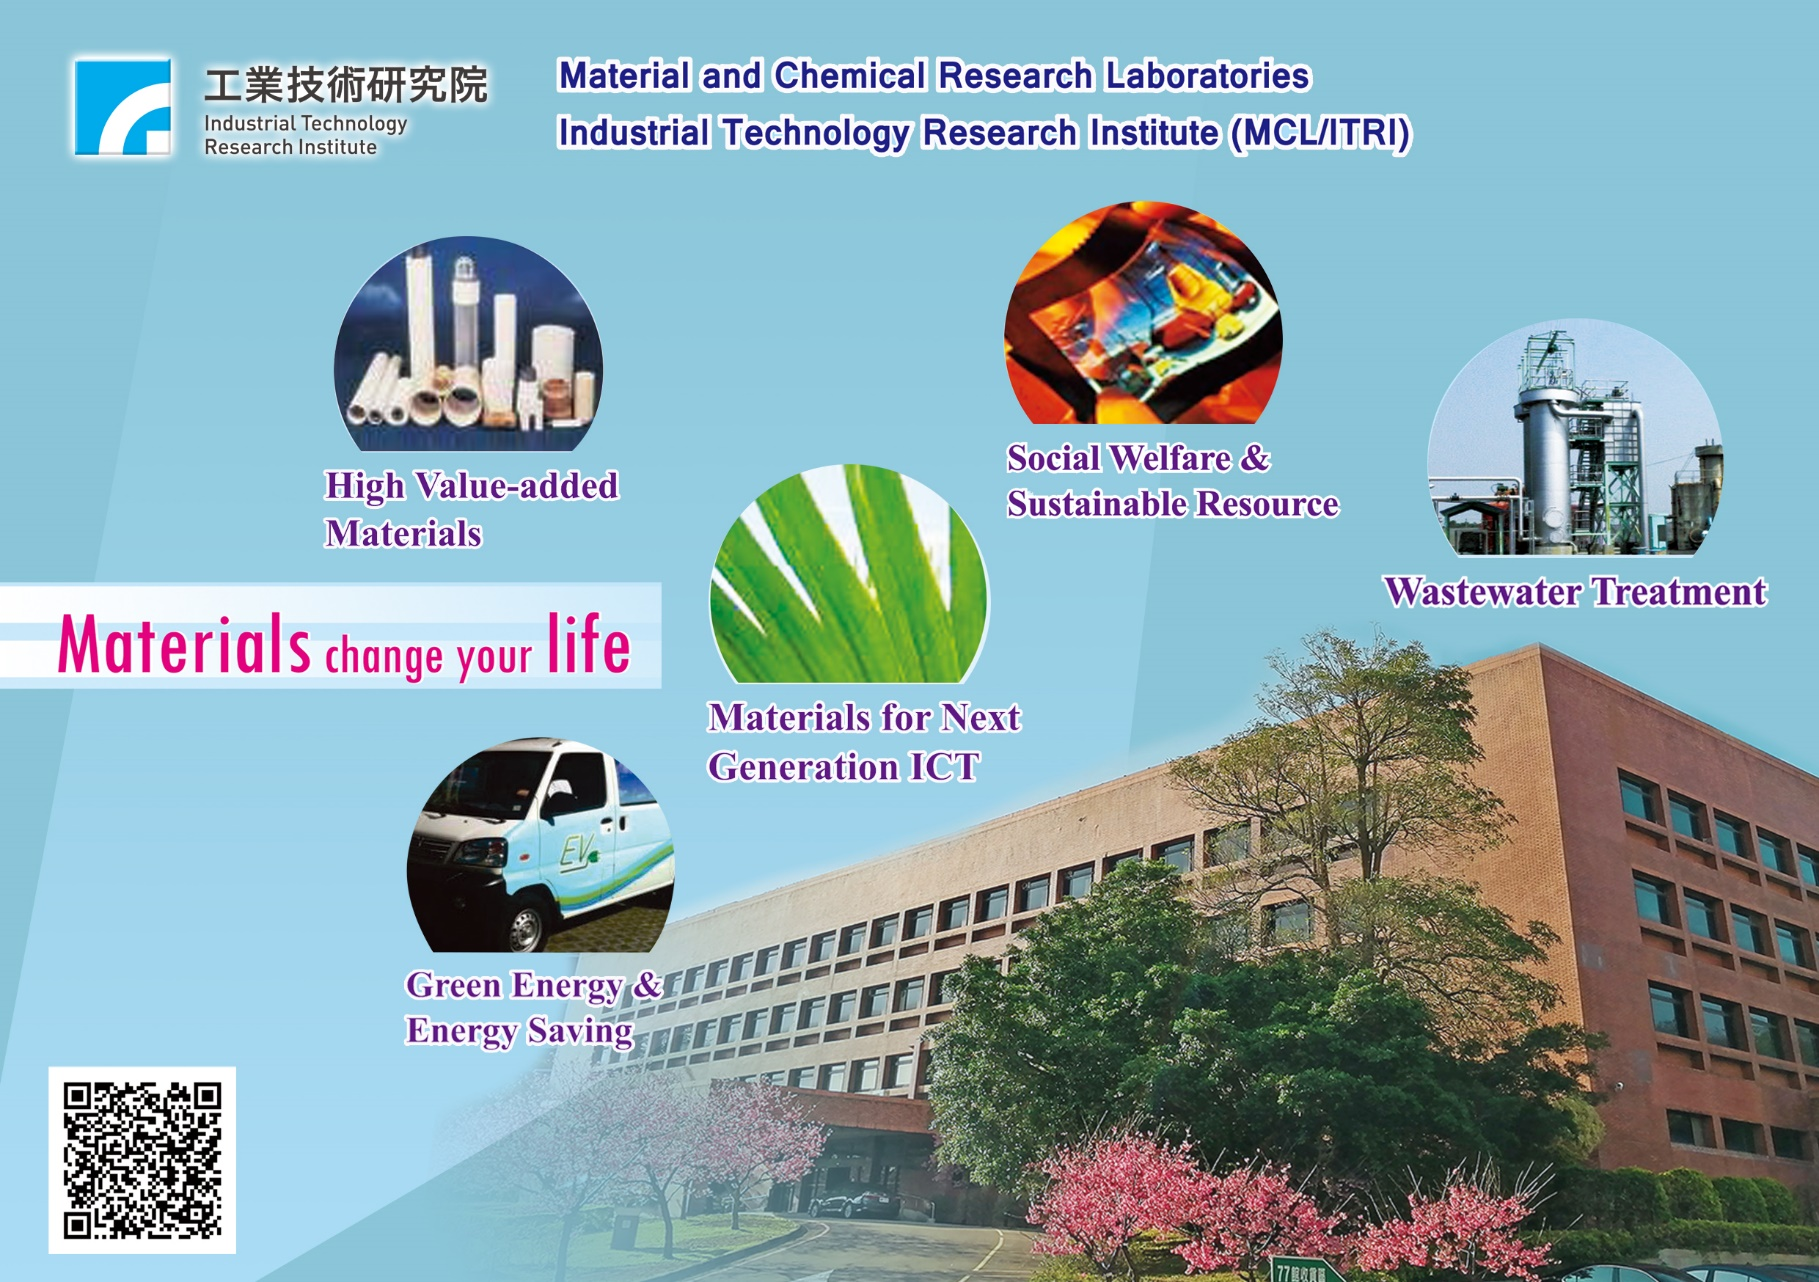 工業技術研究院
Industrial Technology
Research Institute
Material and Chemical Research Laboratories
Industrial Technology Research Institute (MCL/ITRI)
High Value-added
Materials
Social Welfare &
Sustainable Resource
Wastewater Treatment
Materials change your life
Materials for Next
Generation ICT
EV
Green Energy &
Energy Saving